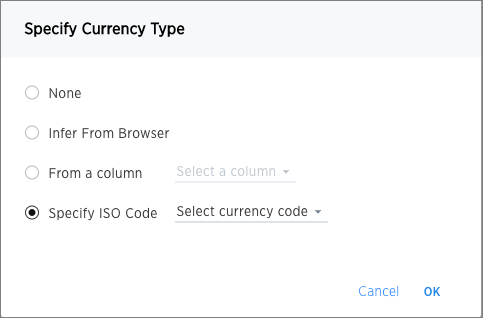 Specify Currency Type
None
Infer From Browser
From a column Select a column
Specify ISO Code Select currency code
Cancel OK